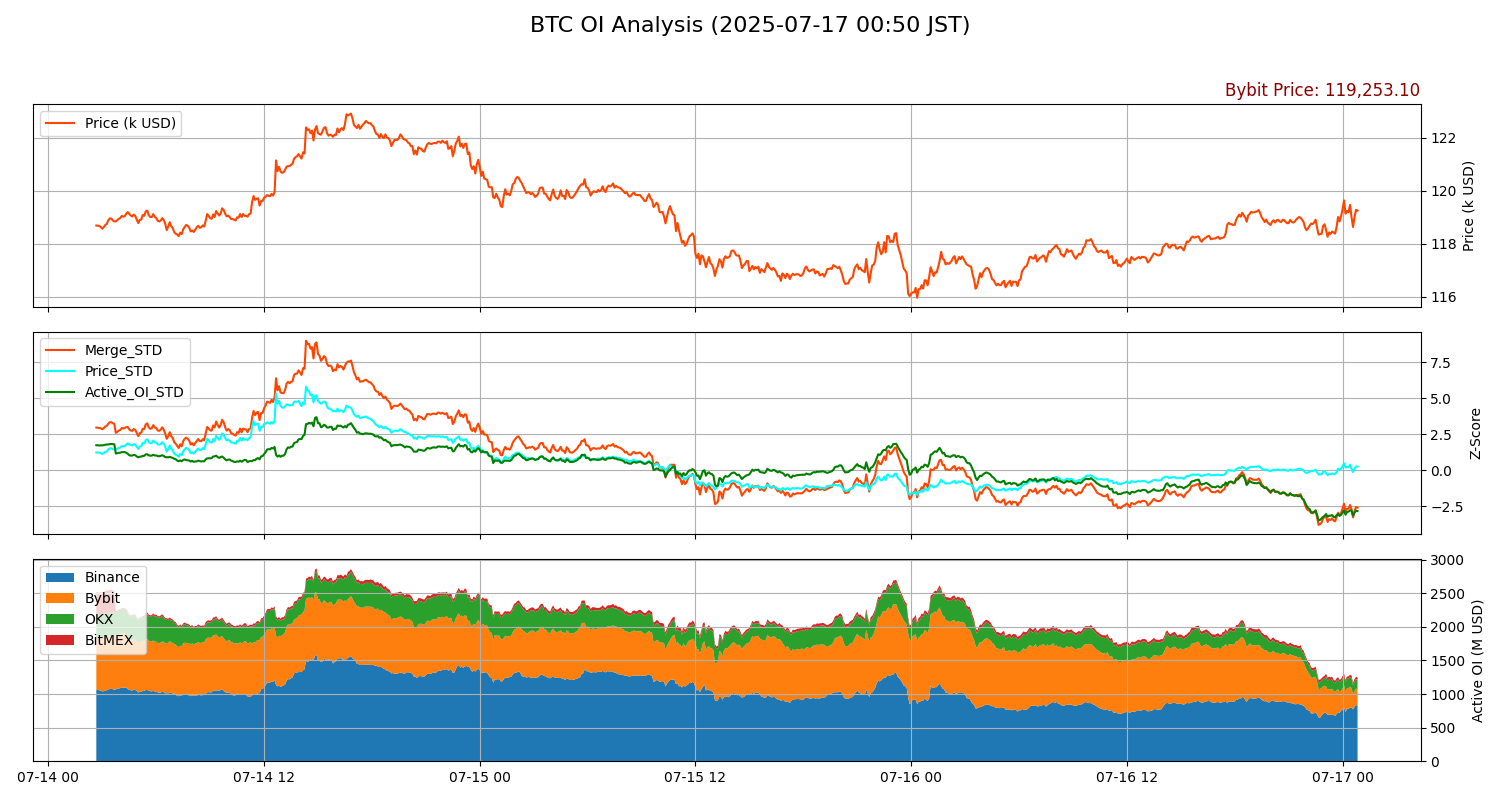 BTC OI Analysis (2025-07-17 00:50 JST)
Bybit Price: 119,253.10
Price (k USD)
122
120
118
116
Price (k USD)
Merge_STD
Price_STD
Active_OI_STD
7.5
5.0
2.5
0.0
−2.5
Z-Score
Binance
Bybit
OKX
BitMEX
3000
2500
2000
1500
1000
500
0
Active OI (M USD)
07-14 00
07-14 12
07-15 00
07-15 12
07-16 00
07-16 12
07-17 00